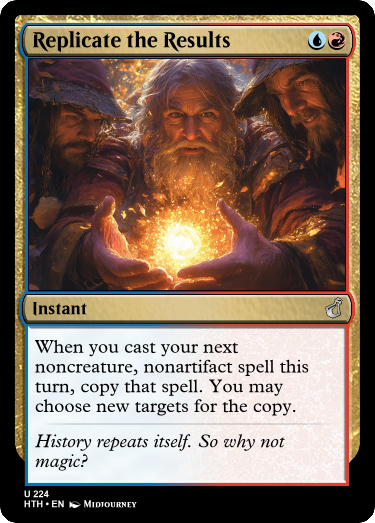 Replicate the Results
Instant
When you cast your next
noncreature, nonartifact spell this
turn, copy that spell. You may
choose new targets for the copy.
History repeats itself. So why not
magic?
U 224
HTH • EN Midjourney